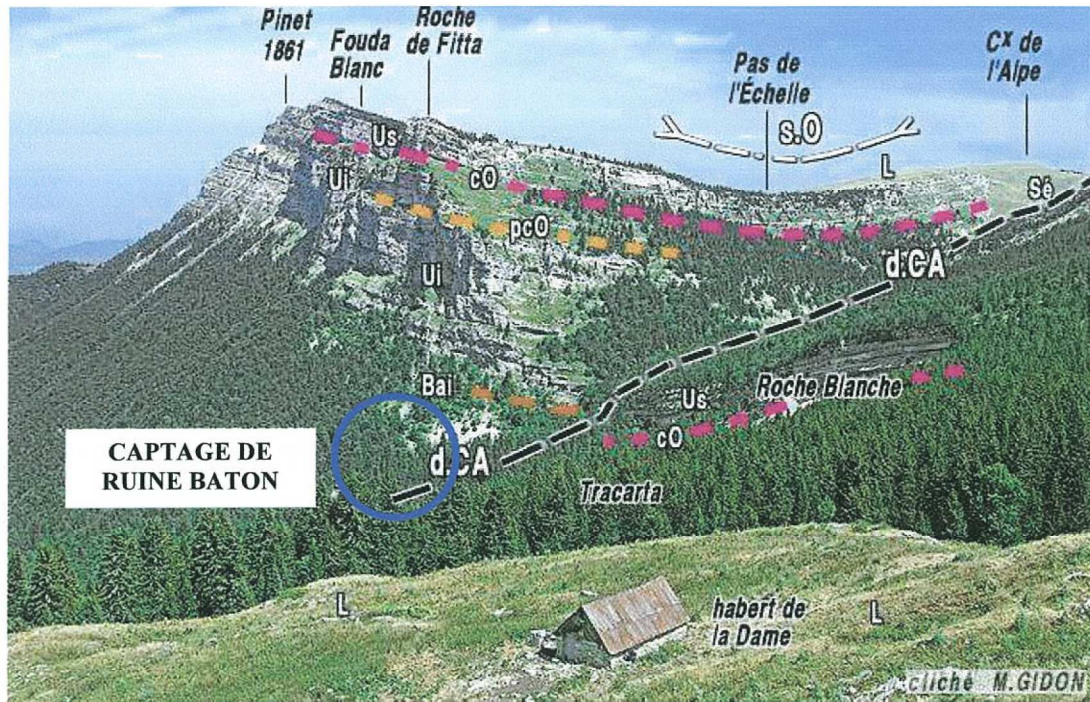 Pinet
1861
Fouda
Blanc
Roche
de Fitta
Pas de
l'Échelle
Cx de
l'Alpe
s.O
L
Us
cO
Ui
pcO
Sé
d.CA
Ui
Bai
Roche Blanche
Us
cO
CAPTAGE DE
RUINE BATON
d.CA
Tracarta
L
habert de
la Dame
L
cliché M.GIDON